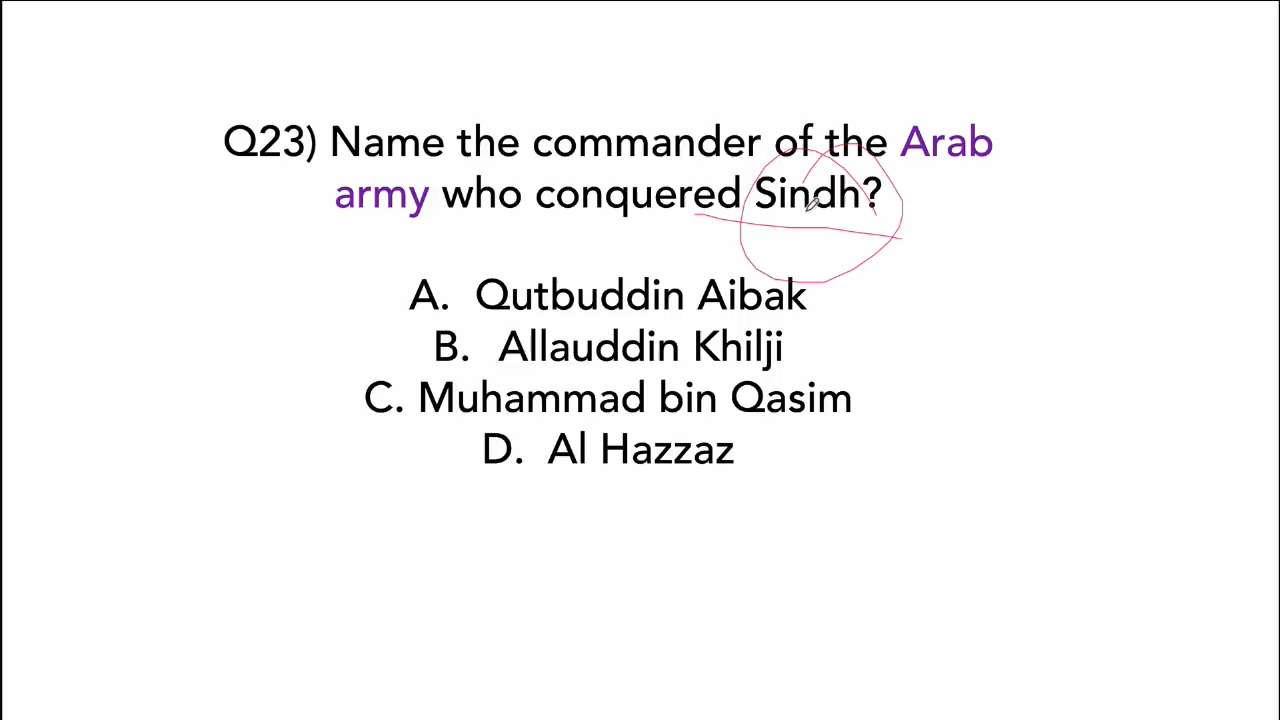 Q23) Name the commander of the Arab
army who conquered Sindh?
A. Qutbuddin Aibak
B. Allauddin Khilji
C. Muhammad bin Qasim
D. Al Hazzaz